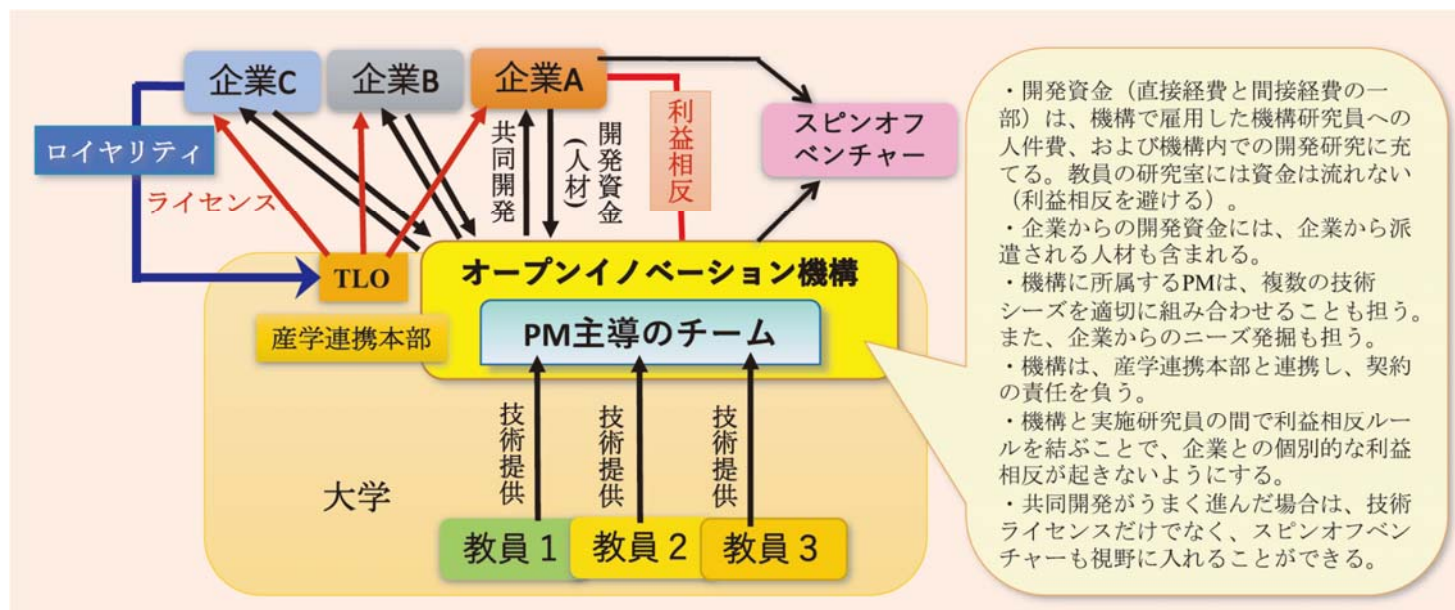 企業C
企業B
企業A
スピンオフ
ベンチャー
ロイヤリティ
ライセンス
共同開発
開発資金
(人材)
利益相反
TLO
産学連携本部
オープンイノベーション機構
PM主導のチーム
技術提供
技術提供
技術提供
大学
教員1
教員2
教員3
・開発資金（直接経費と間接経費の一
部）は、機構で雇用した機構研究員への
人件費、および機構内での開発研究に充
てる。教員の研究室には資金は流れない
（利益相反を避ける）。
・企業からの開発資金には、企業から派
遣される人材も含まれる。
・機構に所属するPMは、複数の技術
シーズを適切に組み合わせることも担う。
また、企業からのニーズ発掘も担う。
・機構は、産学連携本部と連携し、契約
の責任を負う。
・機構と実施研究員の間で利益相反ルー
ルを結ぶことで、企業との個別的な利益
相反が起きないようにする。
・共同開発がうまく進んだ場合は、技術
ライセンスだけでなく、スピンオフベン
チャーも視野に入れることができる。